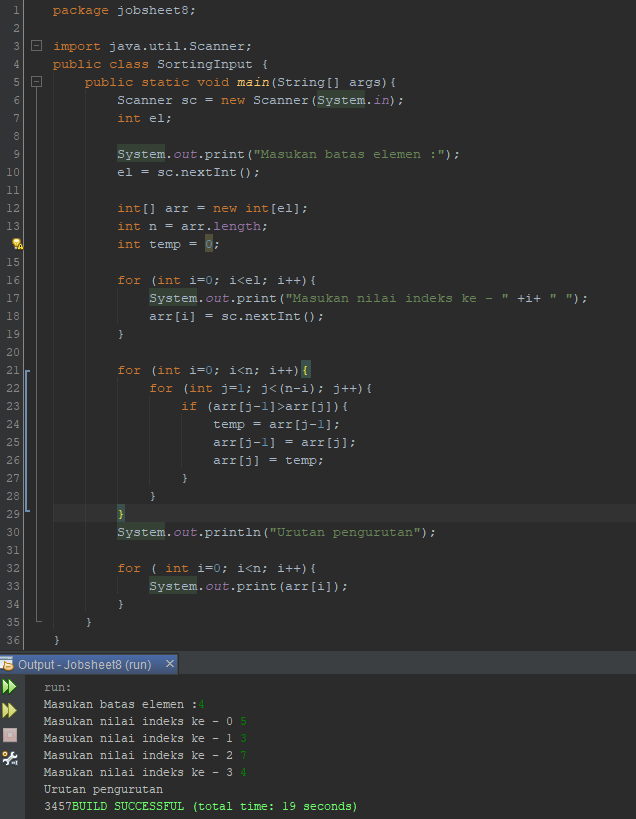 1 package jobsheet8;
2
3 import java.util.Scanner;
4 public class SortingInput {
5 public static void main(String[] args){
6 Scanner sc = new Scanner(System.in);
7 int el;
8
9 System.out.print("Masukan batas elemen :");
10 el = sc.nextInt();
11
12 int[] arr = new int[el];
13 int n = arr.length;
int temp = 0;
15
16 for (int i=0; i<el; i++){
17 System.out.print("Masukan nilai indeks ke - " +i+ " ");
18 arr[i] = sc.nextInt();
19 }
20
21 for (int i=0; i<n; i++){
22 for (int j=1; j<(n-i); j++){
23 if (arr[j-1]>arr[j]){
24 temp = arr[j-1];
25 arr[j-1] = arr[j];
26 arr[j] = temp;
27 }
28 }
29 }
30 System.out.println("Urutan pengurutan");
31
32 for ( int i=0; i<n; i++){
33 System.out.print(arr[i]);
34 }
35 }
36 }
Output - Jobsheet8 (run) ×
run:
Masukan batas elemen :4
Masukan nilai indeks ke - 0 5
Masukan nilai indeks ke - 1 3
Masukan nilai indeks ke - 2 7
Masukan nilai indeks ke - 3 4
Urutan pengurutan
3457BUILD SUCCESSFUL (total time: 19 seconds)